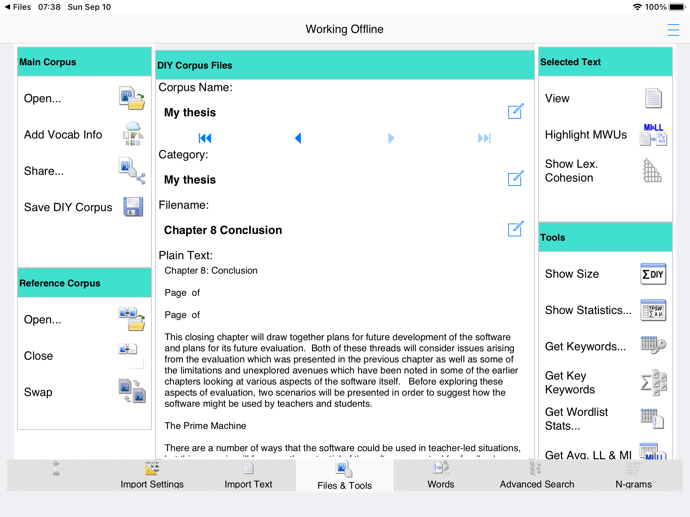 Files 07:38 Sun Sep 10 100%
Working Offline
Main Corpus
Open...
Add Vocab Info
Share...
Save DIY Corpus
Reference Corpus
Open...
Close
Swap
DIY Corpus Files
Corpus Name:
My thesis
Category:
My thesis
Filename:
Chapter 8 Conclusion
Plain Text:
Chapter 8: Conclusion
Page of
Page of
This closing chapter will draw together plans for future development of the software
and plans for its future evaluation. Both of these threads will consider issues arising
from the evaluation which was presented in the previous chapter as well as some of
the limitations and unexplored avenues which have been noted in some of the earlier
chapters looking at various aspects of the software itself. Before exploring these
aspects of evaluation, two scenarios will be presented in order to suggest how the
software might be used by teachers and students.
The Prime Machine
There are a number of ways that the software could be used in teacher-led situations,
Selected Text
View
Highlight MWUs
MI+LL
Show Lex.
Cohesion
Tools
Show Size
ΣDIY
Show Statistics...
Get Keywords...
Get Key
Keywords
Get Wordlist
Stats...
Get Avg. LL & MI
Import Settings
Import Text
Files & Tools
Words
Advanced Search
N-grams